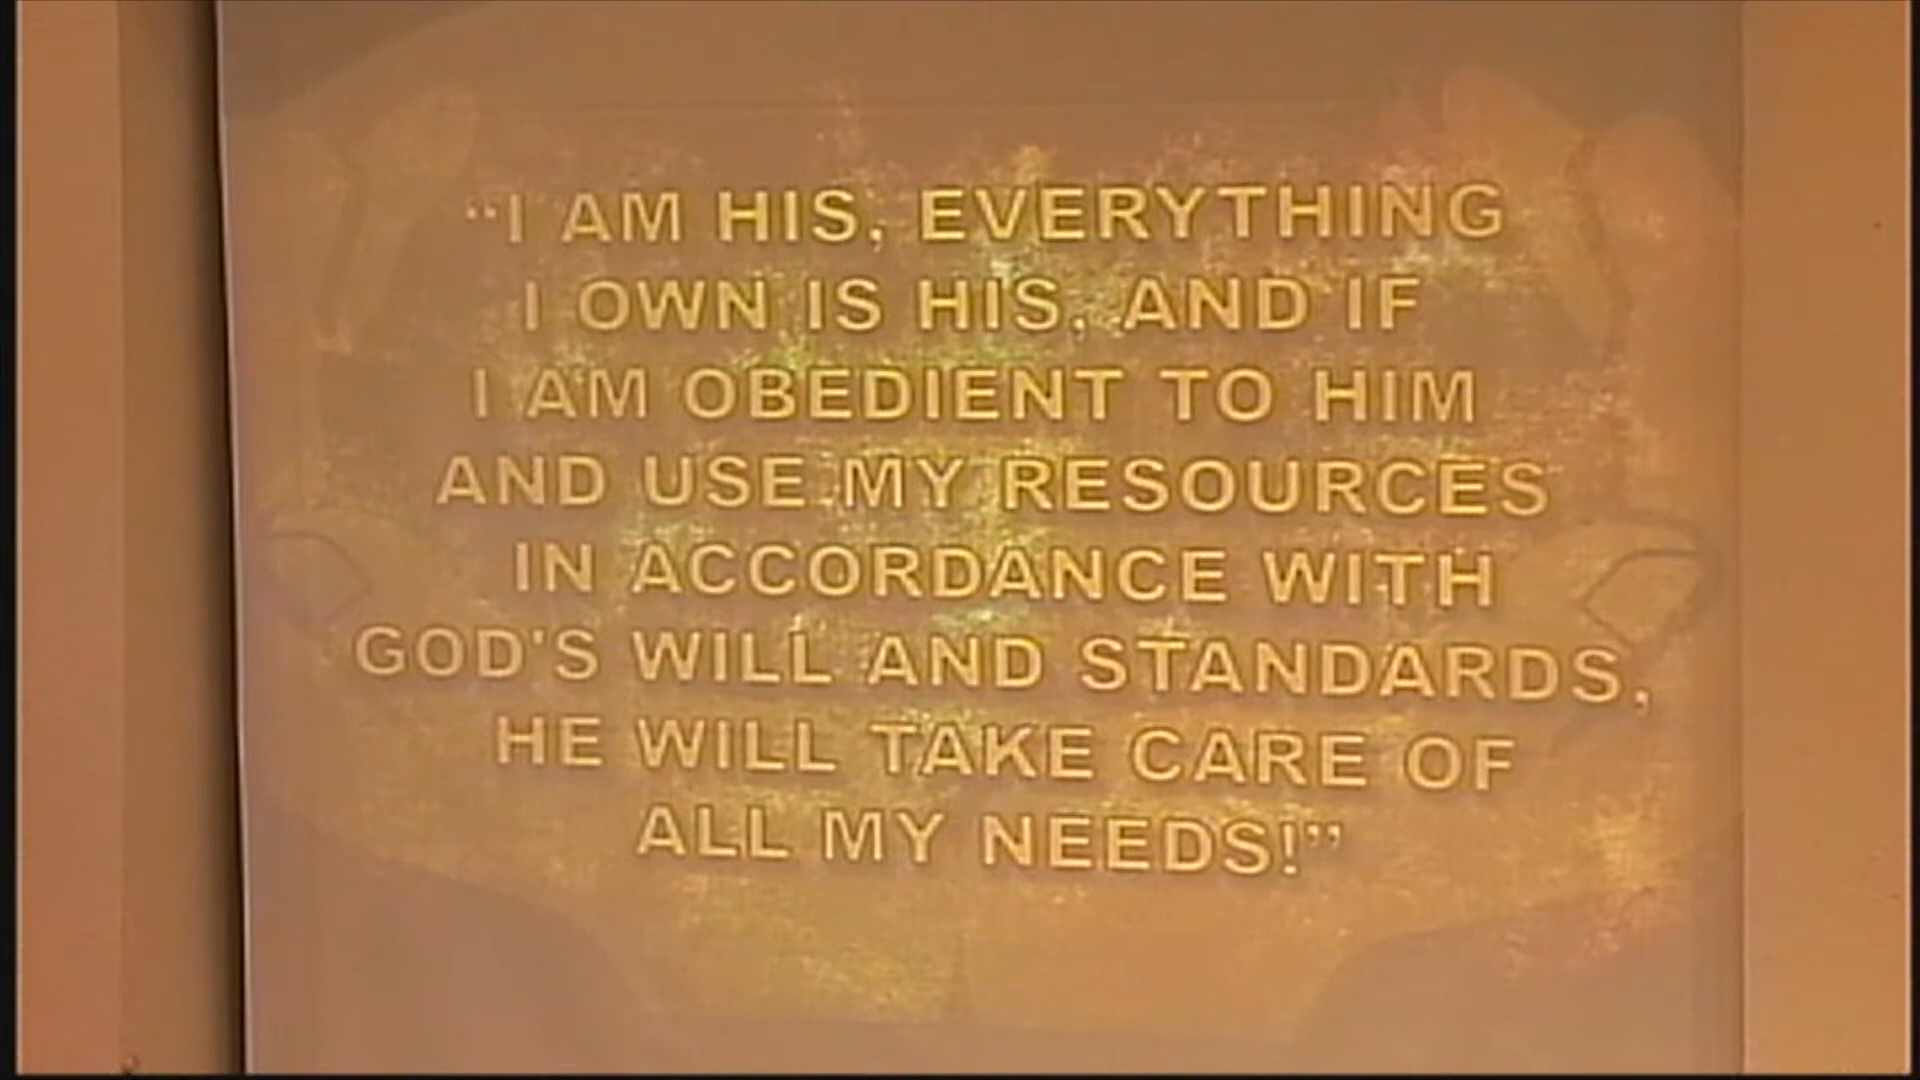 “I AM HIS, EVERYTHING
I OWN IS HIS, AND IF
I AM OBEDIENT TO HIM
AND USE MY RESOURCES
IN ACCORDANCE WITH
GOD'S WILL AND STANDARDS,
HE WILL TAKE CARE OF
ALL MY NEEDS!”